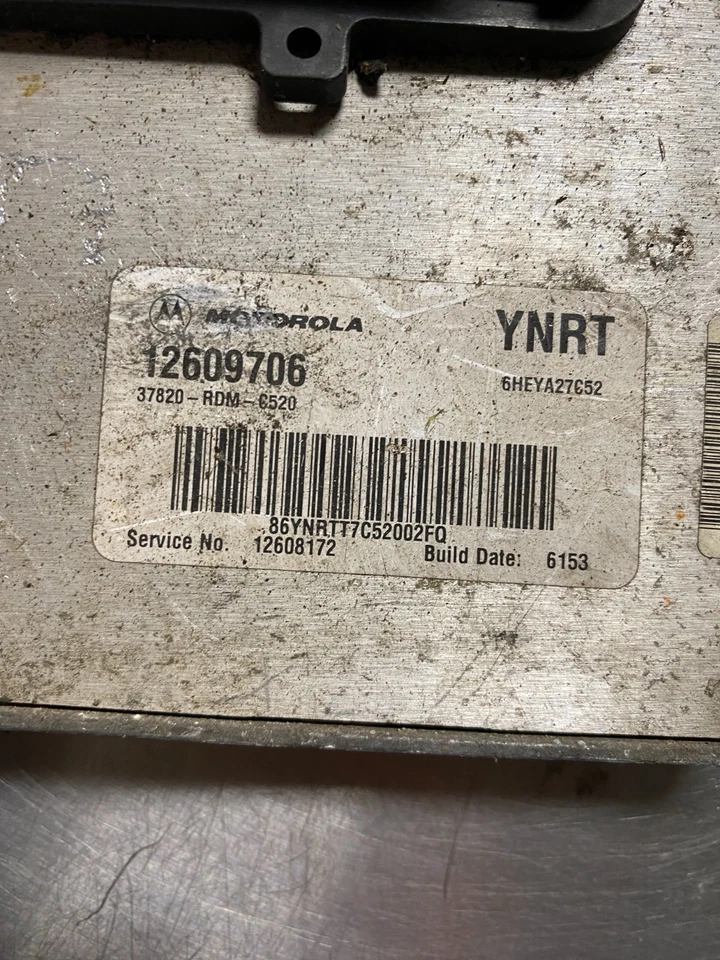 MOTOROLA
YNRT
12609706
6HEYA27C52
37820-RDM-C520
86YNRTT7C52002FQ
Service No. 12608172 Build Date: 6153